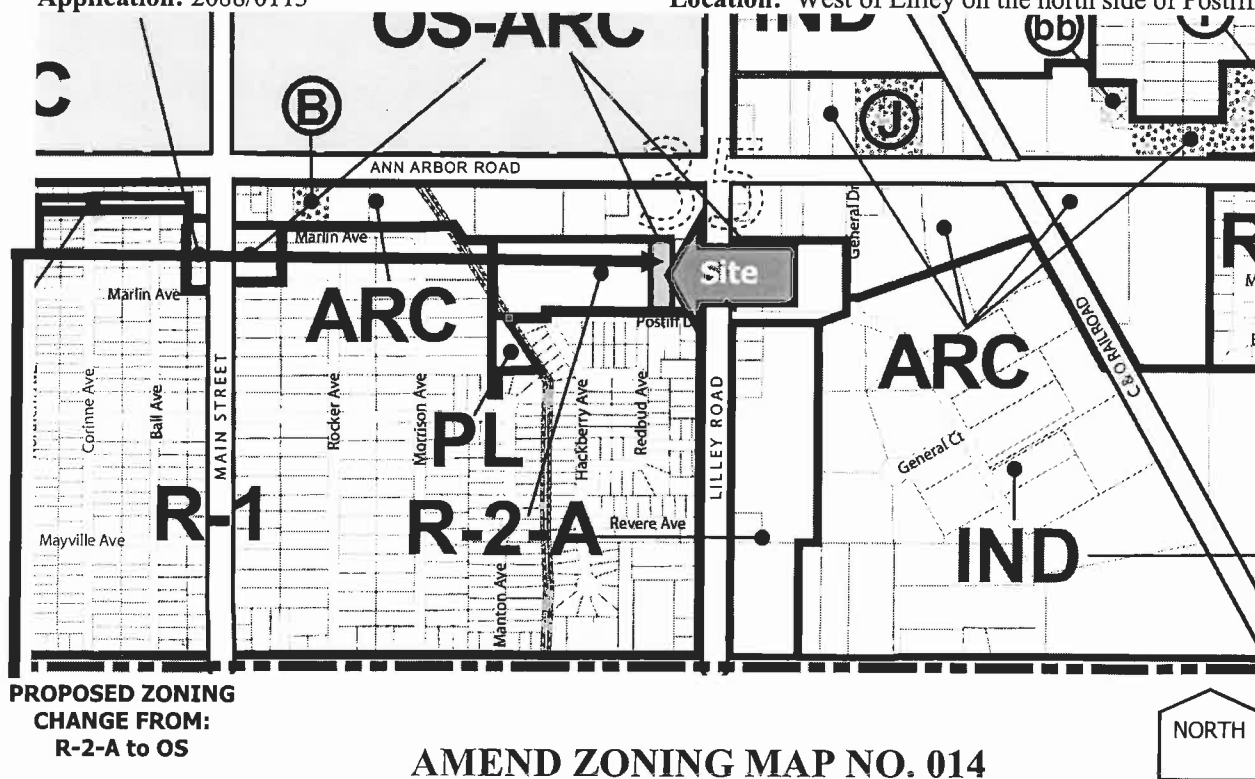 Application: 2088/0113
Location: West of Lilley on the north side of Postiff
OS-ARC
IND
bb
C
B
J
ANN ARBOR ROAD
Marlin Ave
General Dr
R
Site
Marlin Ave
ARC
Postiff D
ARC
C&O RAILROAD
Corinne Ave
Ball Ave
MAIN STREET
Rocker Ave
Morrison Ave
PL
Hackberry Ave
Redbud Ave
LILLEY ROAD
General Ct
R-1
R-2-A
Revere Ave
Mayville Ave
IND
Manton Ave
PROPOSED ZONING
CHANGE FROM:
R-2-A to OS
NORTH
AMEND ZONING MAP NO. 014